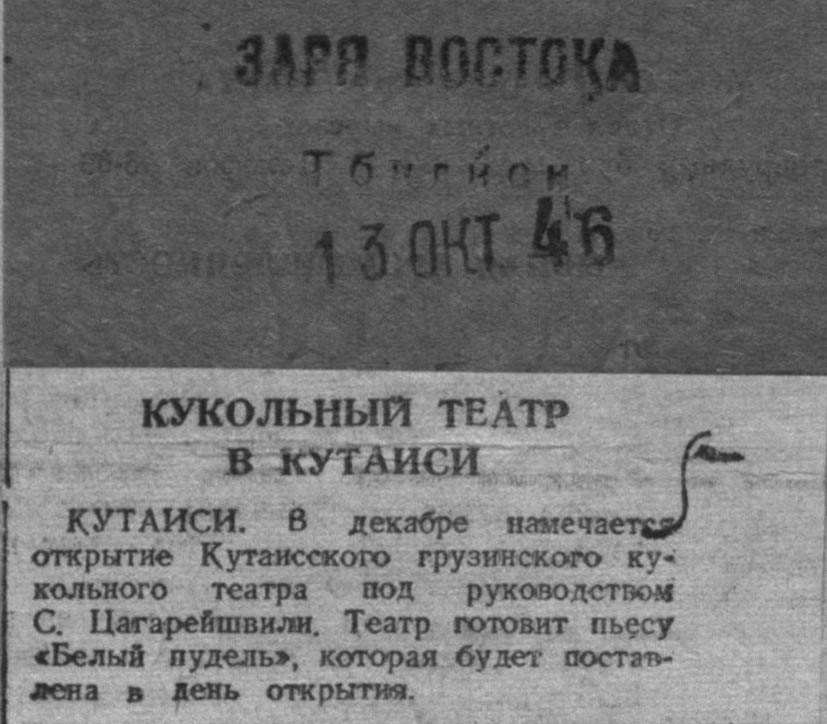 ЗАРЯ ВОСТОКА
Тбилиси
13 ОКТ 46
КУКОЛЬНЫЙ ТЕАТР
В КУТАИСИ
КУТАИСИ. В декабре намечается
открытие Кутаисского грузинского ку-
кольного театра под руководством
С. Цагарейшвили. Театр готовит пьесу
«Белый пудель», которая будет постав-
лена в день открытия.